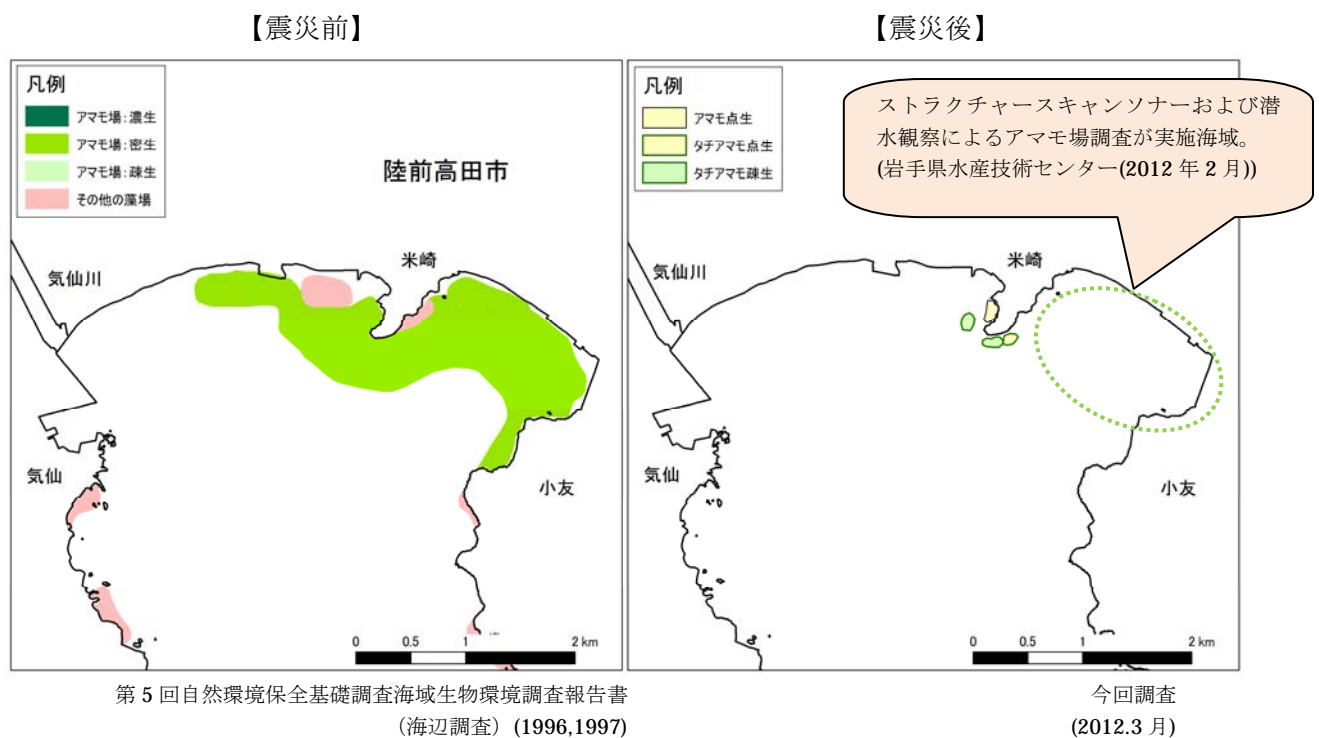 【震災前】
【震災後】
凡例
アマモ場:濃生
アマモ場:密生
アマモ場:疎生
その他の藻場
陸前高田市
気仙川
米崎
気仙
小友
0 0.5 1 2 km
第 5 回自然環境保全基礎調査海域生物環境調査報告書
（海辺調査）(1996,1997)
凡例
アマモ点生
タチアマモ点生
タチアマモ疎生
ストラクチャースキャンソナーおよび潜
水観察によるアマモ場調査が実施海域。
(岩手県水産技術センター(2012 年 2 月))
気仙川
米崎
気仙
小友
0 0.5 1 2 km
今回調査
(2012.3 月)